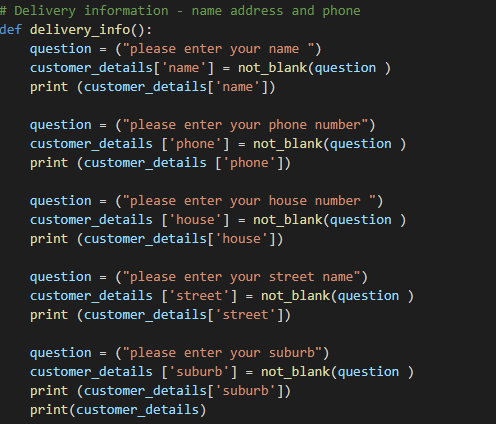 # Delivery information - name address and phone
def delivery_info():
    question = ("please enter your name ")
    customer_details['name'] = not_blank(question )
    print (customer_details['name'])

    question = ("please enter your phone number")
    customer_details ['phone'] = not_blank(question )
    print (customer_details ['phone'])

    question = ("please enter your house number ")
    customer_details ['house'] = not_blank(question )
    print (customer_details['house'])

    question = ("please enter your street name")
    customer_details ['street'] = not_blank(question )
    print (customer_details['street'])

    question = ("please enter your suburb")
    customer_details ['suburb'] = not_blank(question )
    print (customer_details['suburb'])
    print(customer_details)